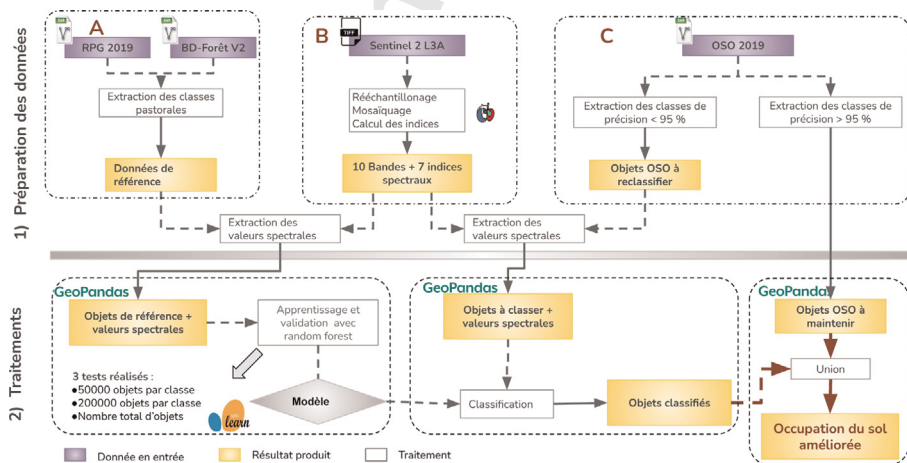 1) Préparation des données
A
RPG 2019
BD-Forêt V2
Extraction des classes
pastorales
Données de
référence
B
TIFF
Sentinel 2 L3A
Rééchantillonage
Mosaïquage
Calcul des indices
10 Bandes + 7 indices
spectraux
C
OSO 2019
Extraction des classes de
précision < 95 %
Extraction des classes de
précision > 95 %
Objets OSO à
reclassifier
Extraction des
valeurs spectrales
Extraction des
valeurs spectrales
2) Traitements
GeoPandas
Objets de référence +
valeurs spectrales
Apprentissage et
validation avec
random forest
3 tests réalisés :
●50000 objets par classe
●200000 objets par classe
●Nombre total d'objets
learn
Modèle
GeoPandas
Objets à classer +
valeurs spectrales
Classification
Objets classifiés
GeoPandas
Objets OSO à
maintenir
Union
Occupation du sol
améliorée
Donnée en entrée
Résultat produit
Traitement